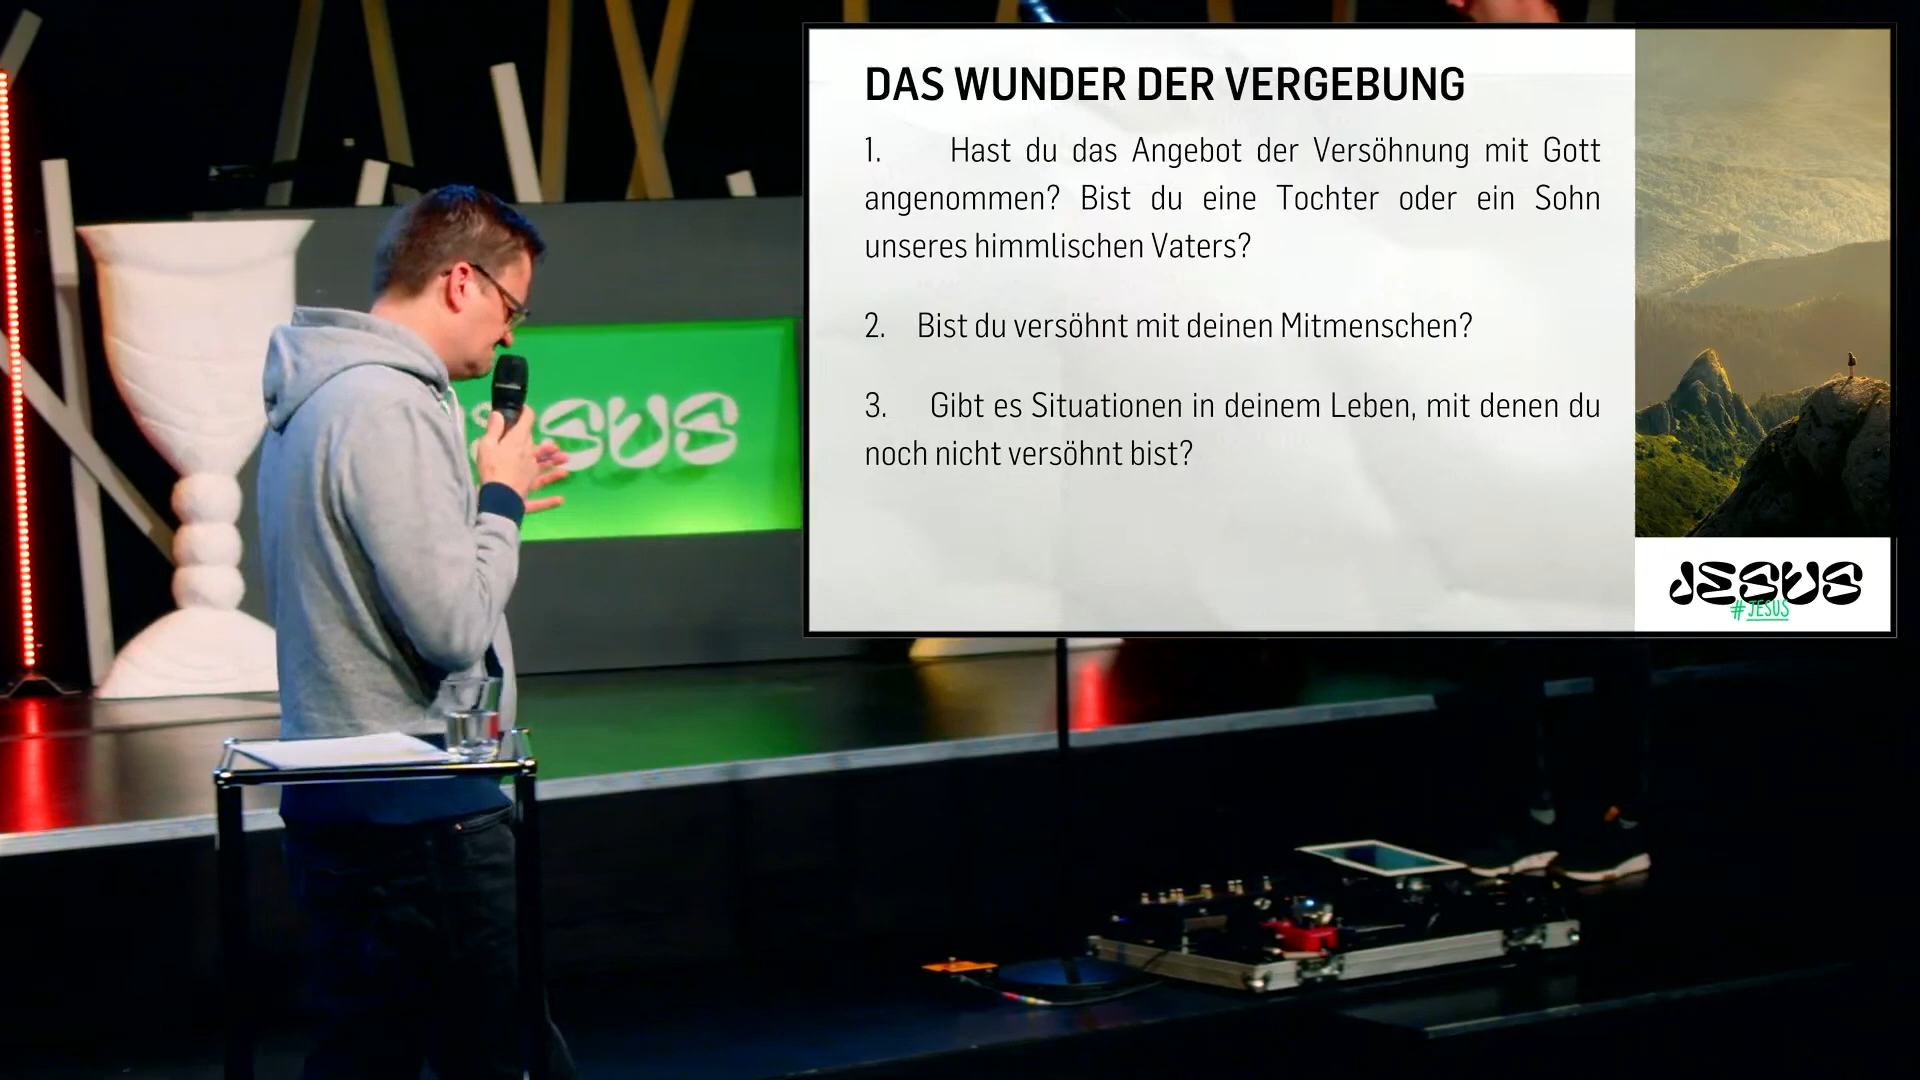 DAS WUNDER DER VERGEBUNG
1. Hast du das Angebot der Versöhnung mit Gott
angenommen? Bist du eine Tochter oder ein Sohn
unseres himmlischen Vaters?
2. Bist du versöhnt mit deinen Mitmenschen?
3. Gibt es Situationen in deinem Leben, mit denen du
noch nicht versöhnt bist?
JESUS
JESUS
#JESUS